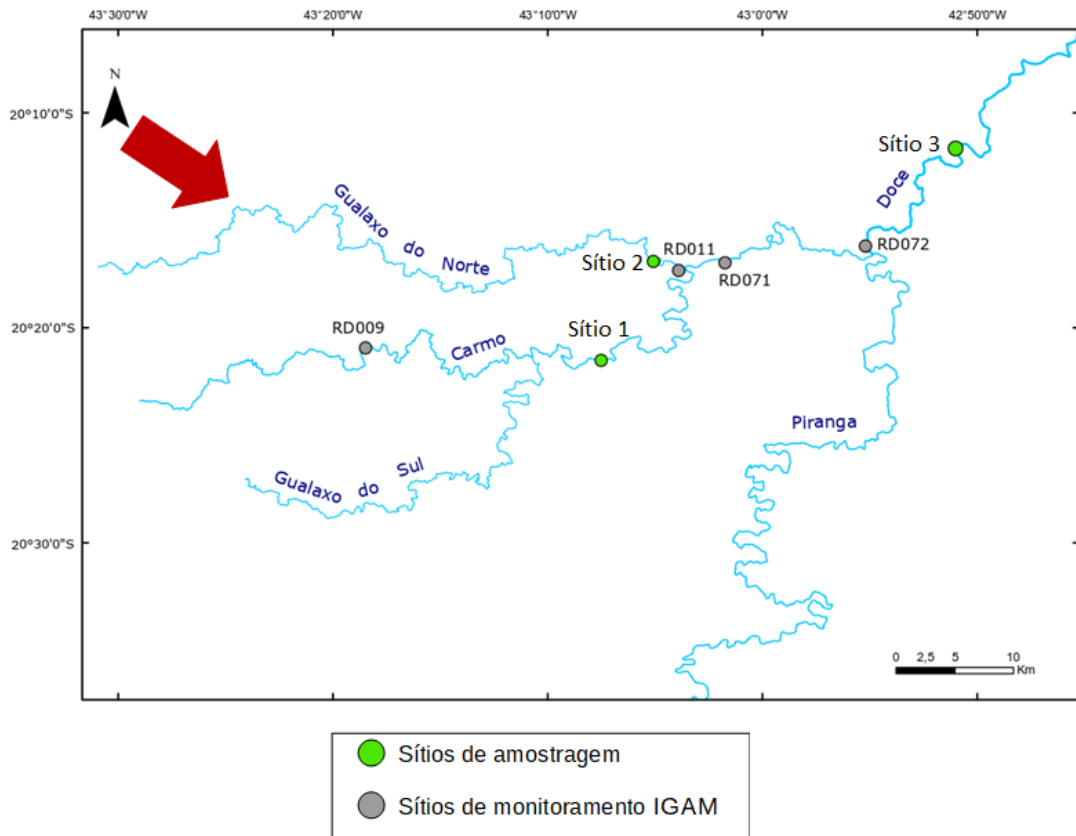 43°30'0"W 43°20'0"W 43°10'0"W 43°00'0"W 42°50'0"W
N
20°10'0"S
Sítio 3
Gualaxo do Norte
Doce
RD011
RD072
Sítio 2
RD071
20°20'0"S
RD009
Sítio 1
Carmo
Piranga
Gualaxo do Sul
20°30'0"S
0 2,5 5 10
Km
Sítios de amostragem
Sítios de monitoramento IGAM